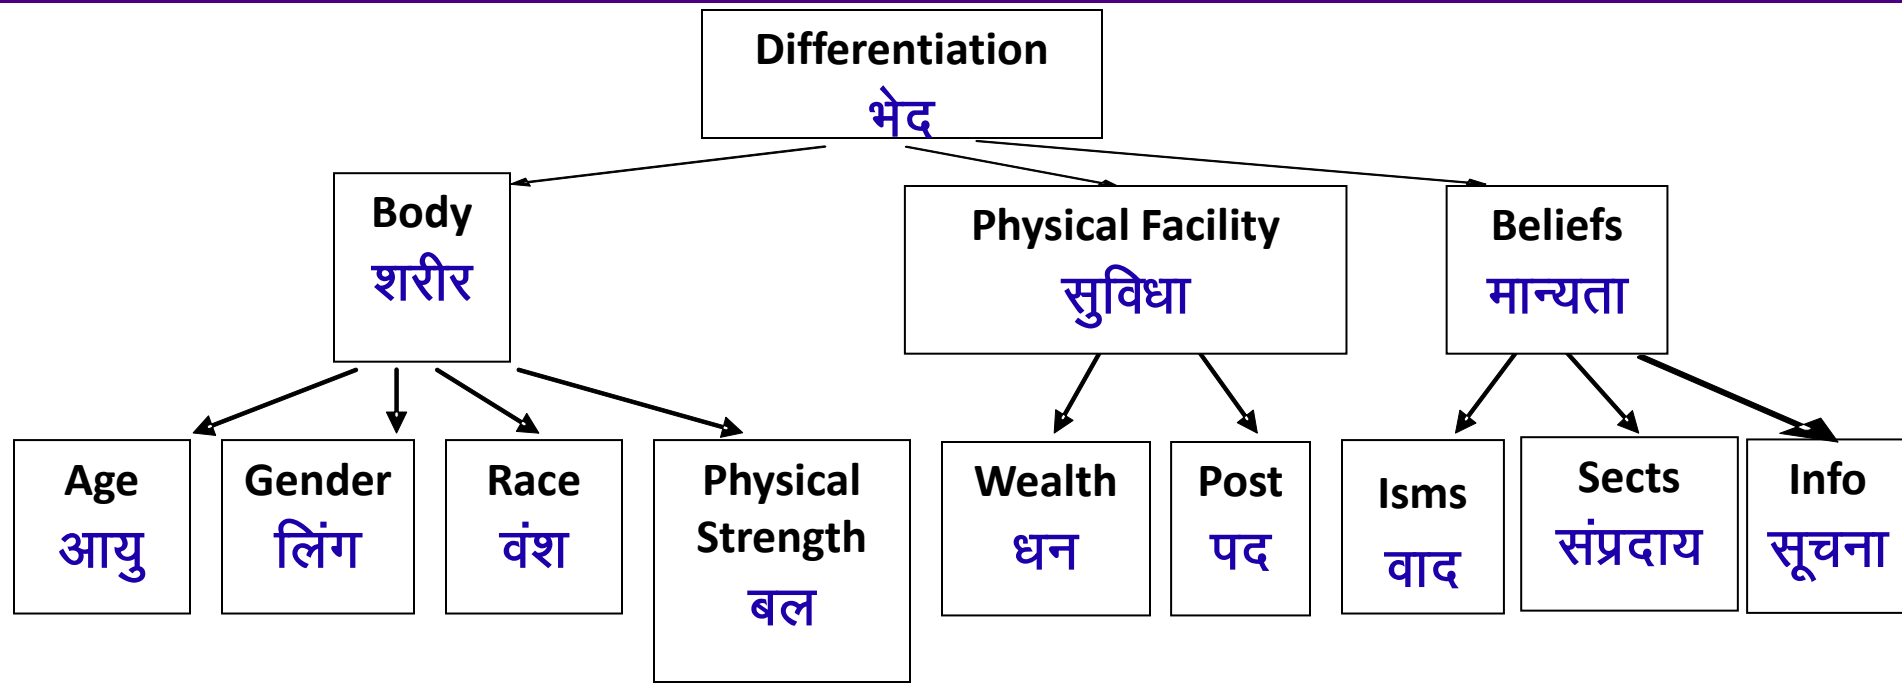 Differentiation
भेद
Body
शरीर
Physical Facility
सुविधा
Beliefs
मान्यता
Age
आयु
Gender
लिंग
Race
वंश
Physical
Strength
बल
Wealth
धन
Post
पद
Isms
वाद
Sects
संप्रदाय
Info
सूचना